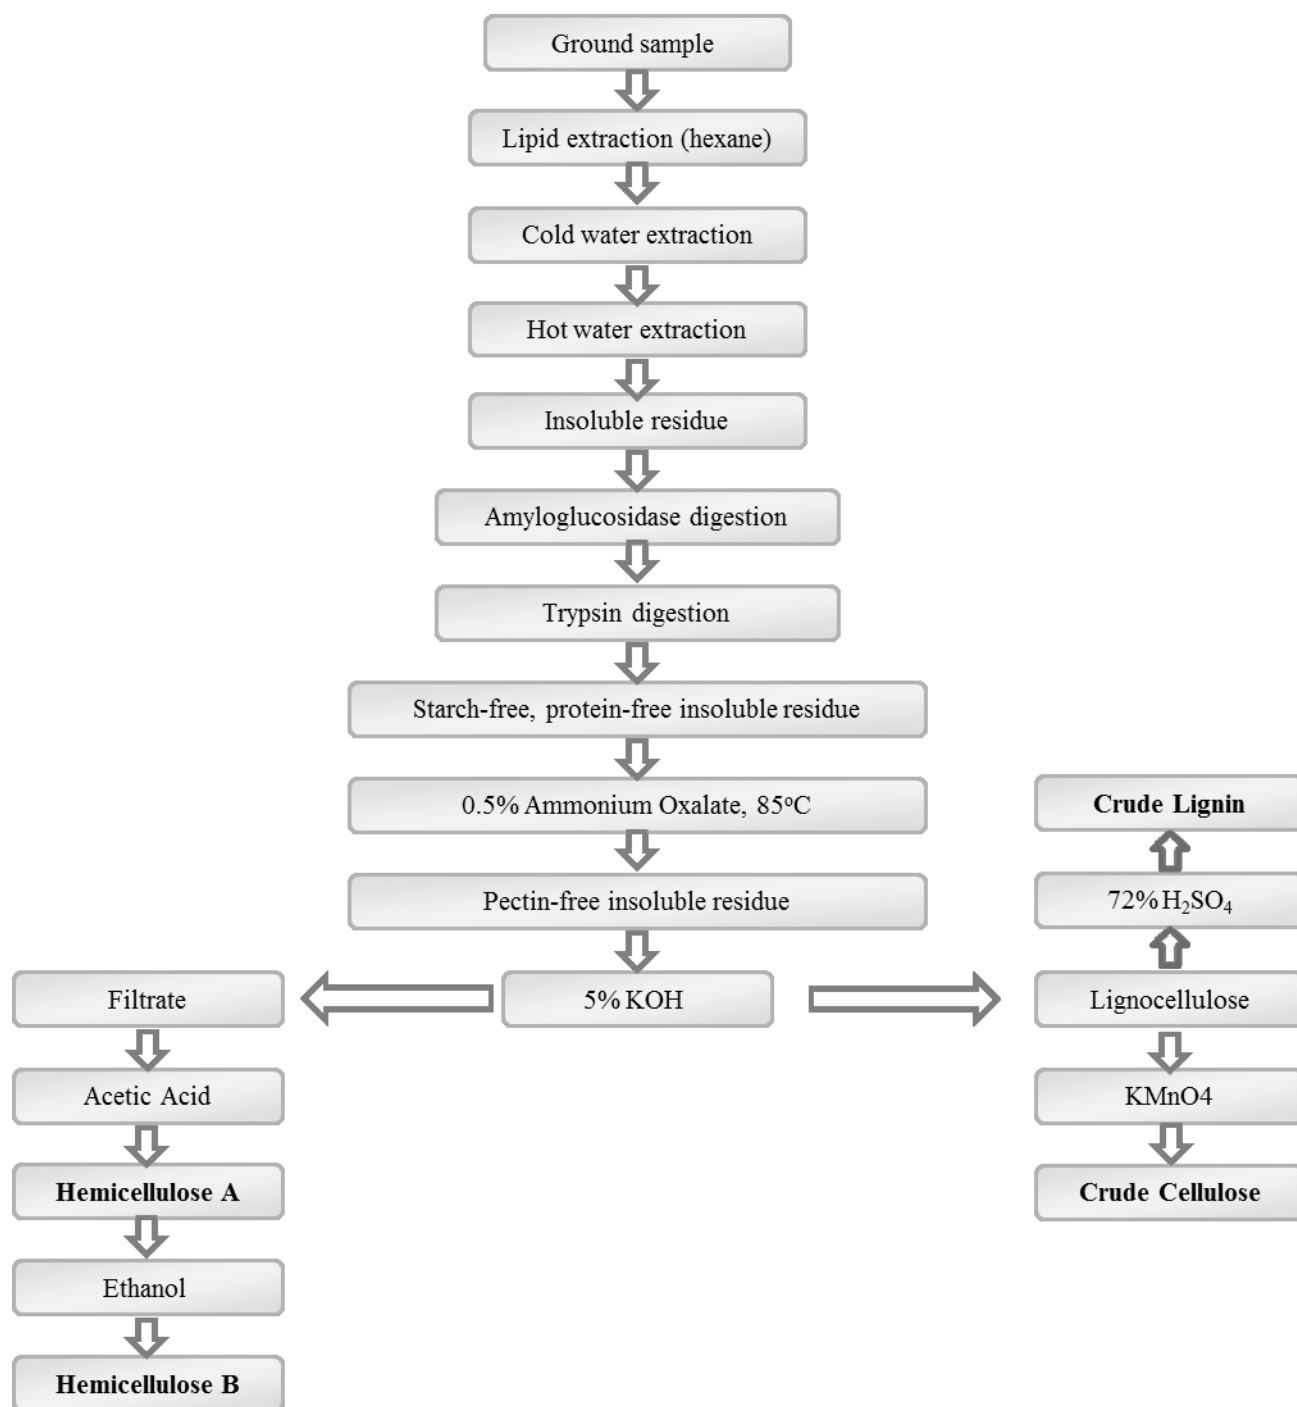 Ground sample
Lipid extraction (hexane)
Cold water extraction
Hot water extraction
Insoluble residue
Amyloglucosidase digestion
Trypsin digestion
Starch-free, protein-free insoluble residue
0.5% Ammonium Oxalate, 85°C
Pectin-free insoluble residue
5% KOH
Filtrate
Acetic Acid
Hemicellulose A
Ethanol
Hemicellulose B
Crude Lignin
72% H₂SO₄
Lignocellulose
KMnO4
Crude Cellulose